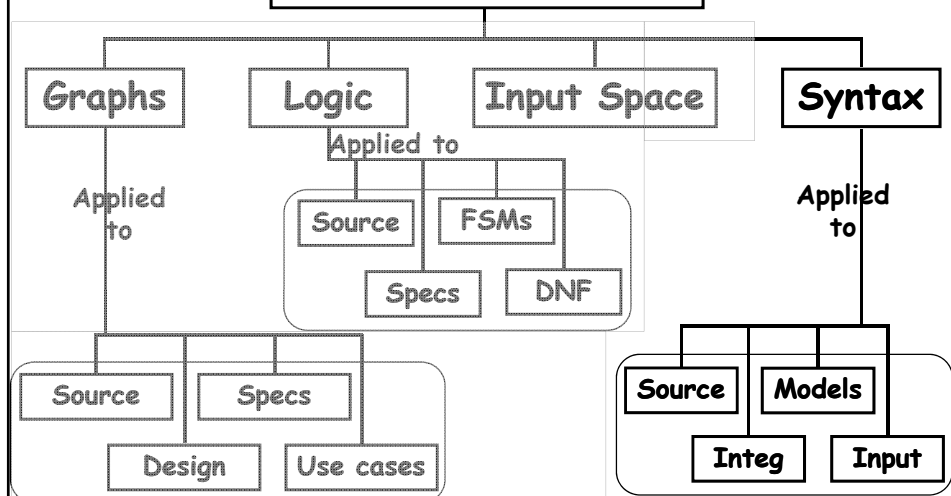 Graphs
Logic
Input Space
Syntax
Applied to
Applied
to
Applied
to
Source
FSMs
Specs
DNF
Source
Specs
Design
Use cases
Source
Models
Integ
Input